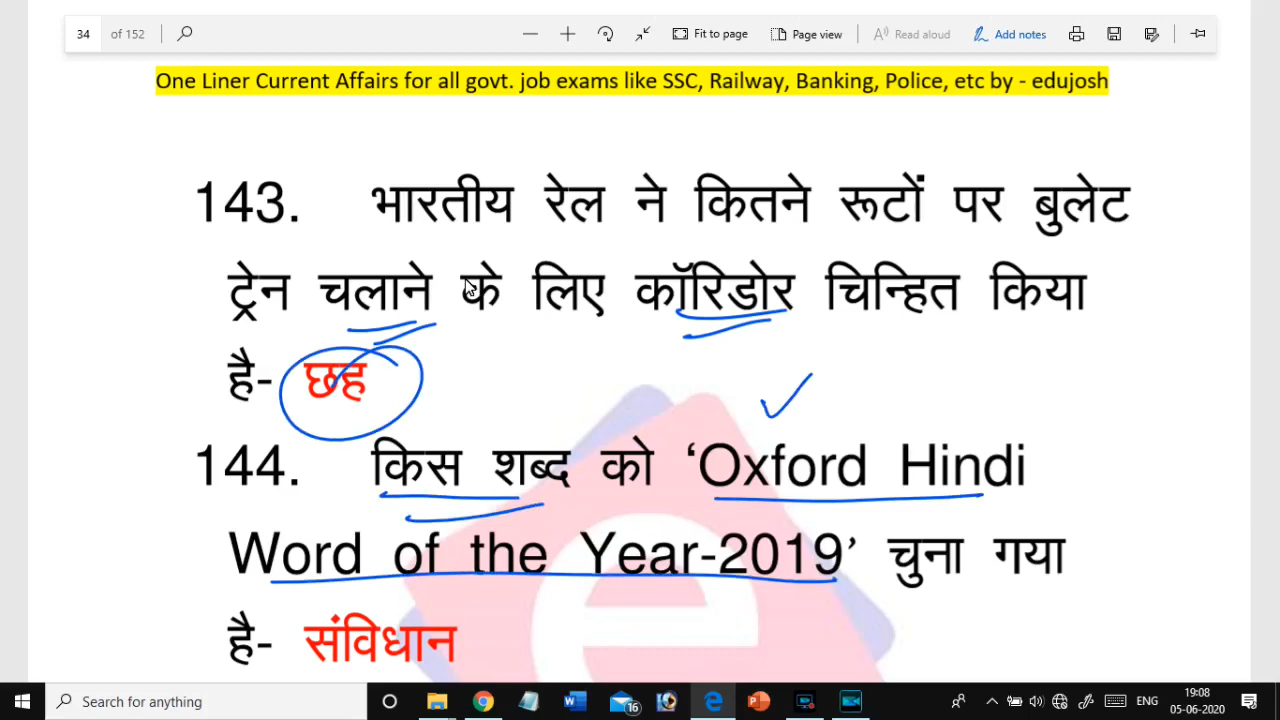 34 of 152 Fit to page Page view Read aloud Add notes
One Liner Current Affairs for all govt. job exams like SSC, Railway, Banking, Police, etc by - edujosh
143. भारतीय रेल ने कितने रूटों पर बुलेट
ट्रेन चलाने के लिए कॉरिडोर चिन्हित किया
है- छह
144. किस शब्द को ‘Oxford Hindi
Word of the Year-2019’ चुना गया
है- संविधान
Search for anything 16 ENG 19:08
05-06-2020